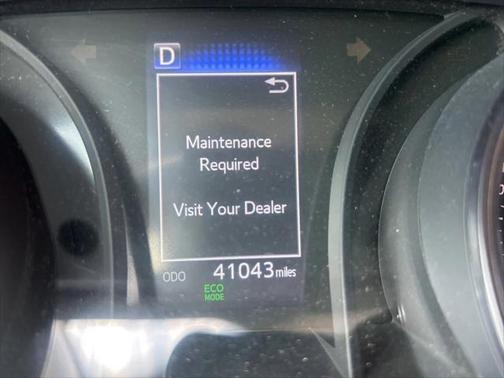 D
Maintenance
Required
Visit Your Dealer
ODO 41043 miles
ECO
MODE